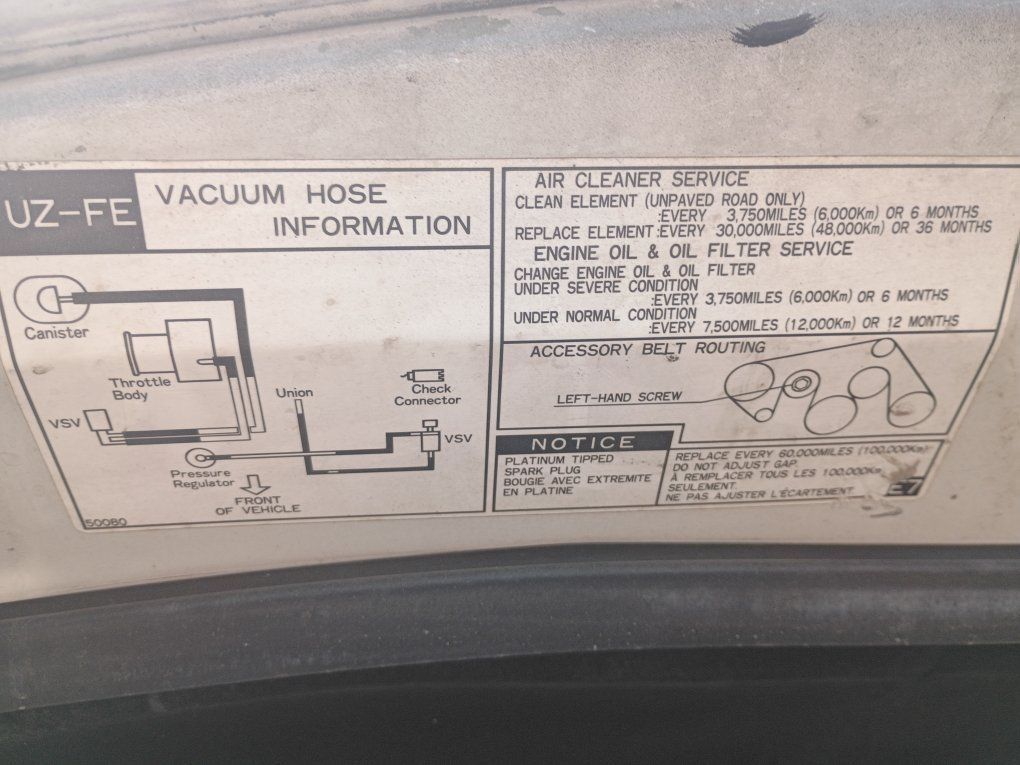 UZ-FE
VACUUM HOSE
INFORMATION
Canister
Throttle
Body
VSV
Union
Check
Connector
VSV
Pressure
Regulator
FRONT
OF VEHICLE
50080
AIR CLEANER SERVICE
CLEAN ELEMENT (UNPAVED ROAD ONLY)
:EVERY 3,750MILES (6,000Km) OR 6 MONTHS
REPLACE ELEMENT:EVERY 30,000MILES (48,000Km) OR 36 MONTHS
ENGINE OIL & OIL FILTER SERVICE
CHANGE ENGINE OIL & OIL FILTER
UNDER SEVERE CONDITION
:EVERY 3,750MILES (6,000Km) OR 6 MONTHS
UNDER NORMAL CONDITION
:EVERY 7,500MILES (12,000Km) OR 12 MONTHS
ACCESSORY BELT ROUTING
LEFT-HAND SCREW
NOTICE
PLATINUM TIPPED
SPARK PLUG
BOUGIE AVEC EXTREMITE
EN PLATINE
REPLACE EVERY 60,000MILES (100,000Km).
DO NOT ADJUST GAP.
À REMPLACER TOUS LES 100,000Km
SEULEMENT.
NE PAS AJUSTER L'ÉCARTEMENT.